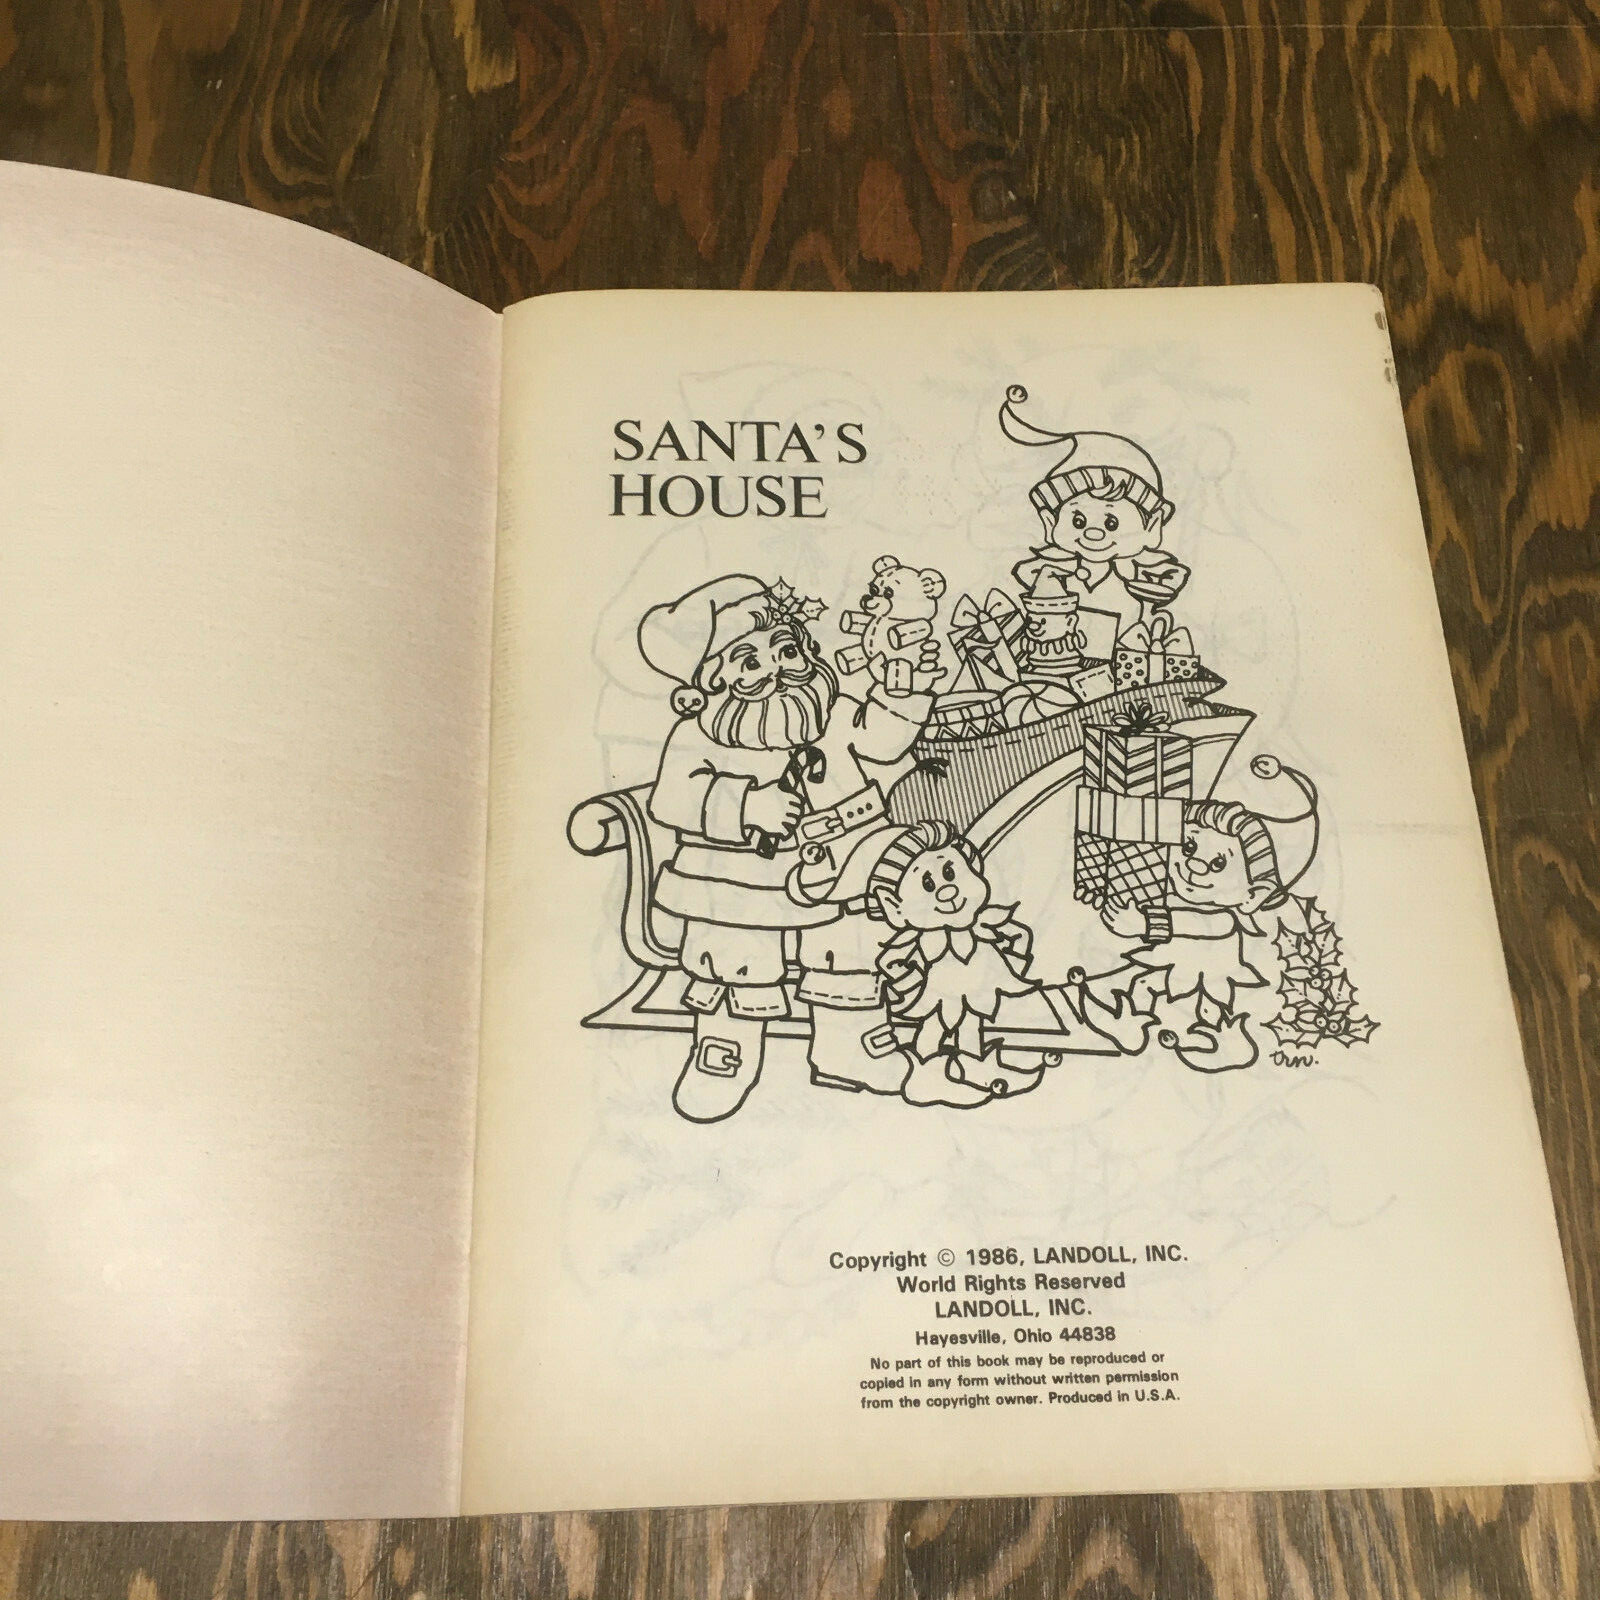 SANTA'S
HOUSE
Copyright © 1986, LANDOLL, INC.
World Rights Reserved
LANDOLL, INC.
Hayesville, Ohio 44838
No part of this book may be reproduced or
copied in any form without written permission
from the copyright owner. Produced in U.S.A.